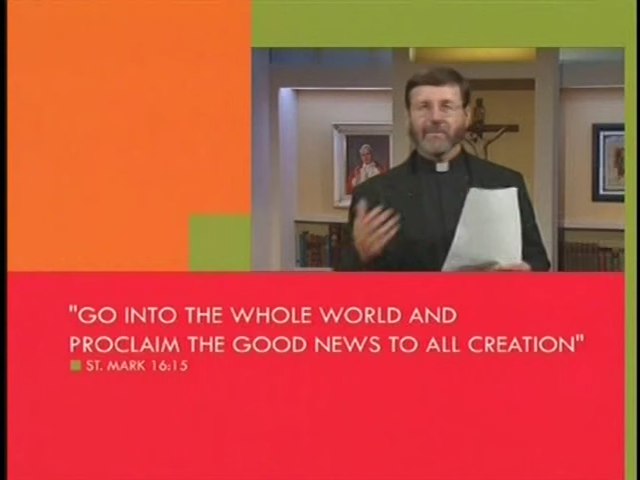 "GO INTO THE WHOLE WORLD AND
PROCLAIM THE GOOD NEWS TO ALL CREATION"
ST. MARK 16:15